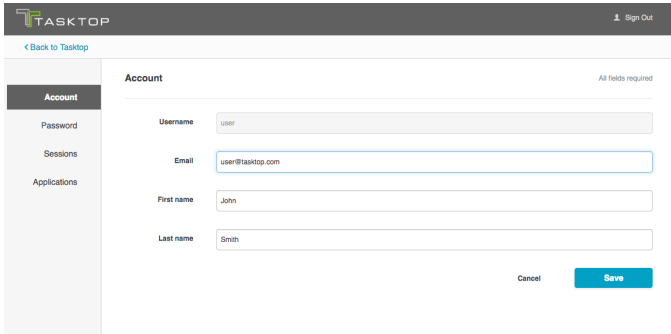 TASKTOP
Sign Out
Back to Tasktop
Account
All fields required
Account
Password
Sessions
Applications
Username
user
Email
user@tasktop.com
First name
John
Last name
Smith
Cancel
Save